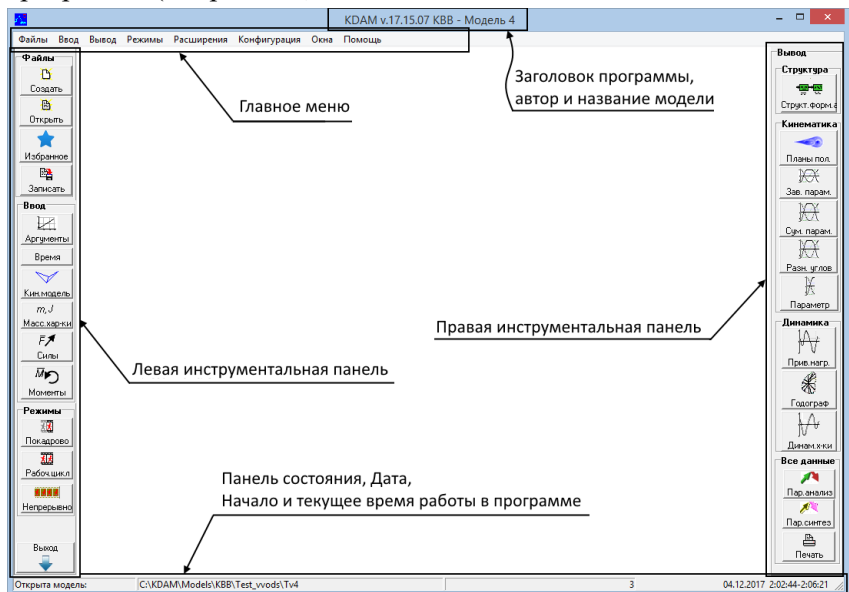 KDAM v.17.15.07 КВВ - Модель 4
Файлы Ввод Вывод Режимы Расширения Конфигурация Окна Помощь
Файлы
Создать
Открыть
Избранное
Записать
Ввод
Аргументы
Время
Кин.модель
m,J
Масс.хар-ки
F
Силы
M
Моменты
Режимы
Покадрово
Рабоч.цикл
Непрерывно
Выход
Главное меню
Заголовок программы,
автор и название модели
Левая инструментальная панель
Правая инструментальная панель
Панель состояния, Дата,
Начало и текущее время работы в программе
Вывод
Структура
Структ.форм.а
Кинематика
Планы пол.
Зав. парам.
Сум. парам.
Разн. углов
Параметр
Динамика
Прив.нагр.
Годограф
Динам.х-ки
Все данные
Пар.анализ
Пар.синтез
Печать
Открыта модель: C:\KDAM\Models\KBB\Test_vvods\Tv4 3 04.12.2017 2:02:44-2:06:21